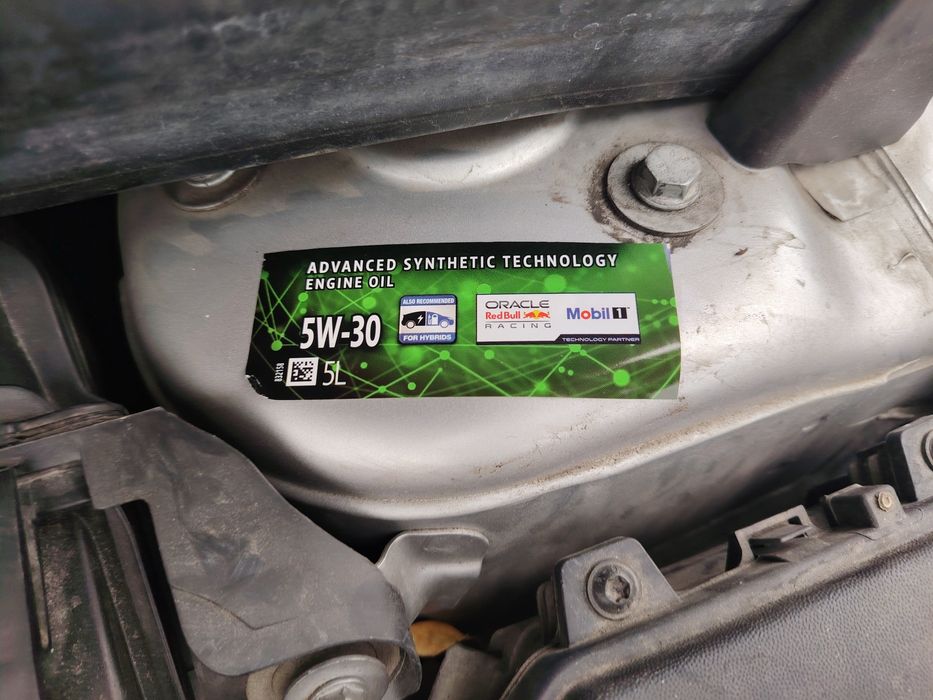 ADVANCED SYNTHETIC TECHNOLOGY
ENGINE OIL
5W-30
ALSO RECOMMENDED
FOR HYBRIDS
ORACLE
Red Bull
RACING
Mobil 1
TECHNOLOGY PARTNER
832158
5L